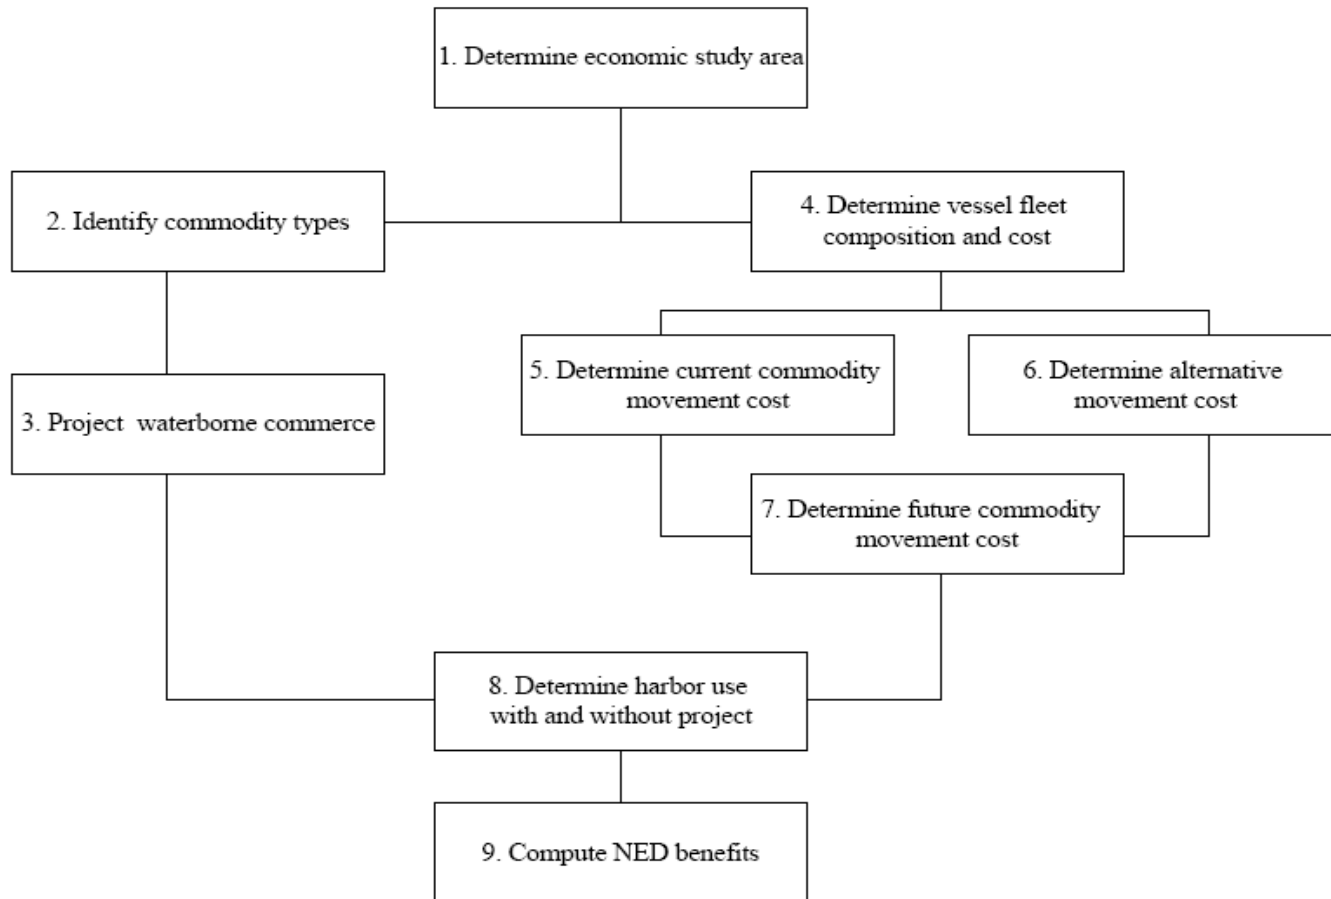 1. Determine economic study area
2. Identify commodity types
4. Determine vessel fleet
composition and cost
3. Project waterborne commerce
5. Determine current commodity
movement cost
6. Determine alternative
movement cost
7. Determine future commodity
movement cost
8. Determine harbor use
with and without project
9. Compute NED benefits